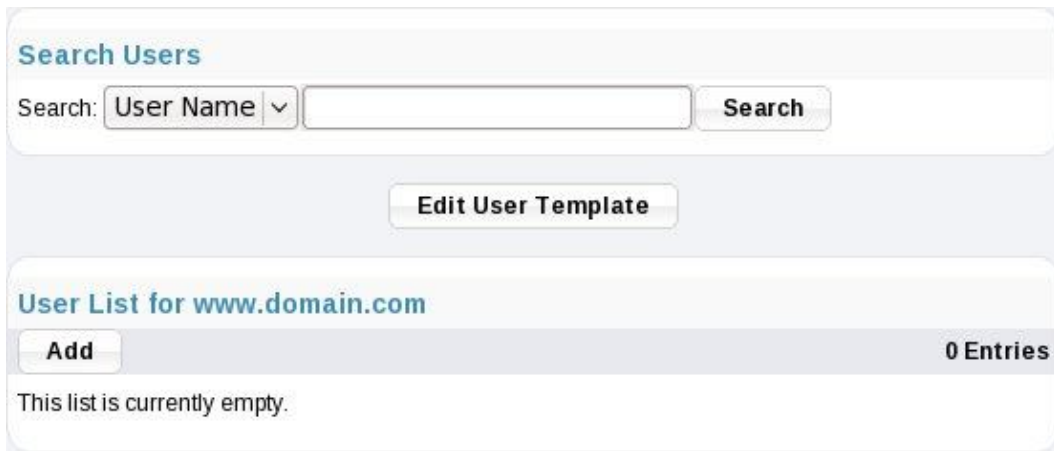 Search Users
Search: User Name Search
Edit User Template
User List for www.domain.com
Add 0 Entries
This list is currently empty.